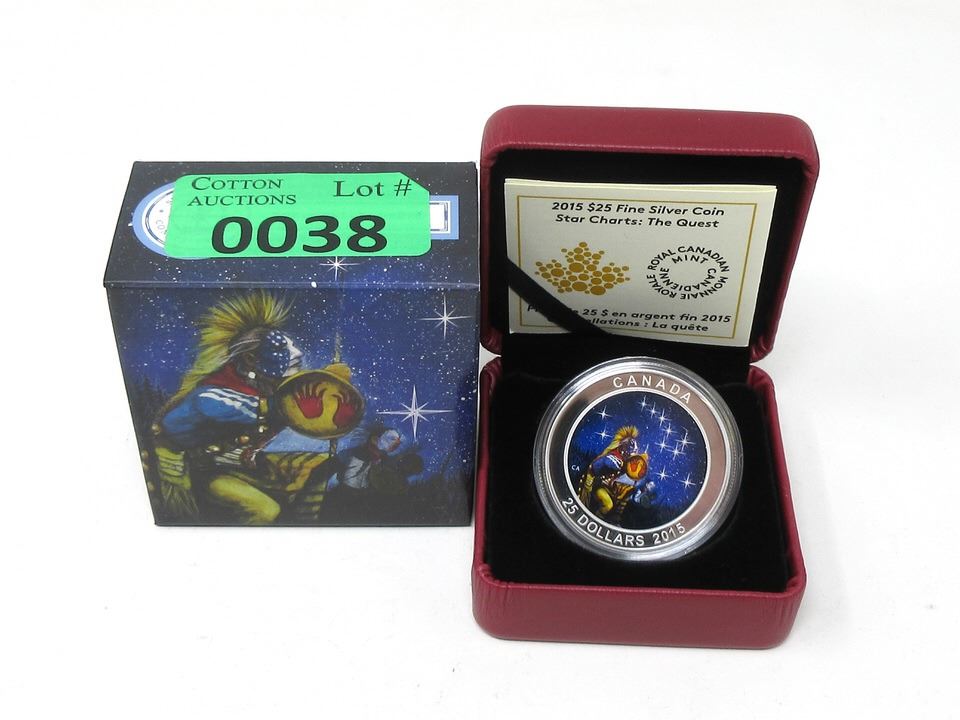 COTTON
AUCTIONS
Lot #
0038
2015 $25 Fine Silver Coin
Star Charts: The Quest
ROYAL CANADIAN MINT
MONNAIE ROYALE CANADIENNE
25 $ en argent fin 2015
: La quête
CANADA
CA
25 DOLLARS 2015